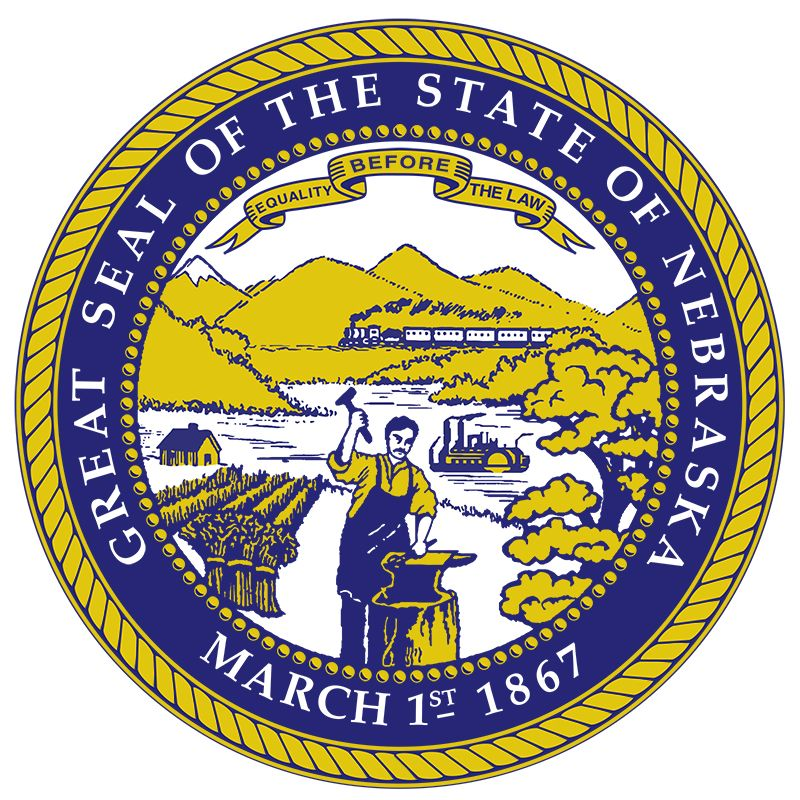 GREAT SEAL OF THE STATE OF NEBRASKA
EQUALITY BEFORE THE LAW
MARCH 1ST 1867